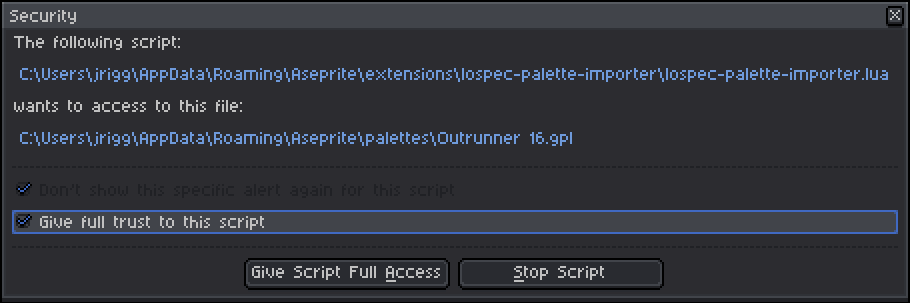 Security
The following script:
C:\Users\jrigg\AppData\Roaming\Aseprite\extensions\lospec-palette-importer\lospec-palette-importer.lua
wants to access to this file:
C:\Users\jrigg\AppData\Roaming\Aseprite\palettes\Outrunner 16.gpl
Don't show this specific alert again for this script
Give full trust to this script
Give Script Full Access
Stop Script